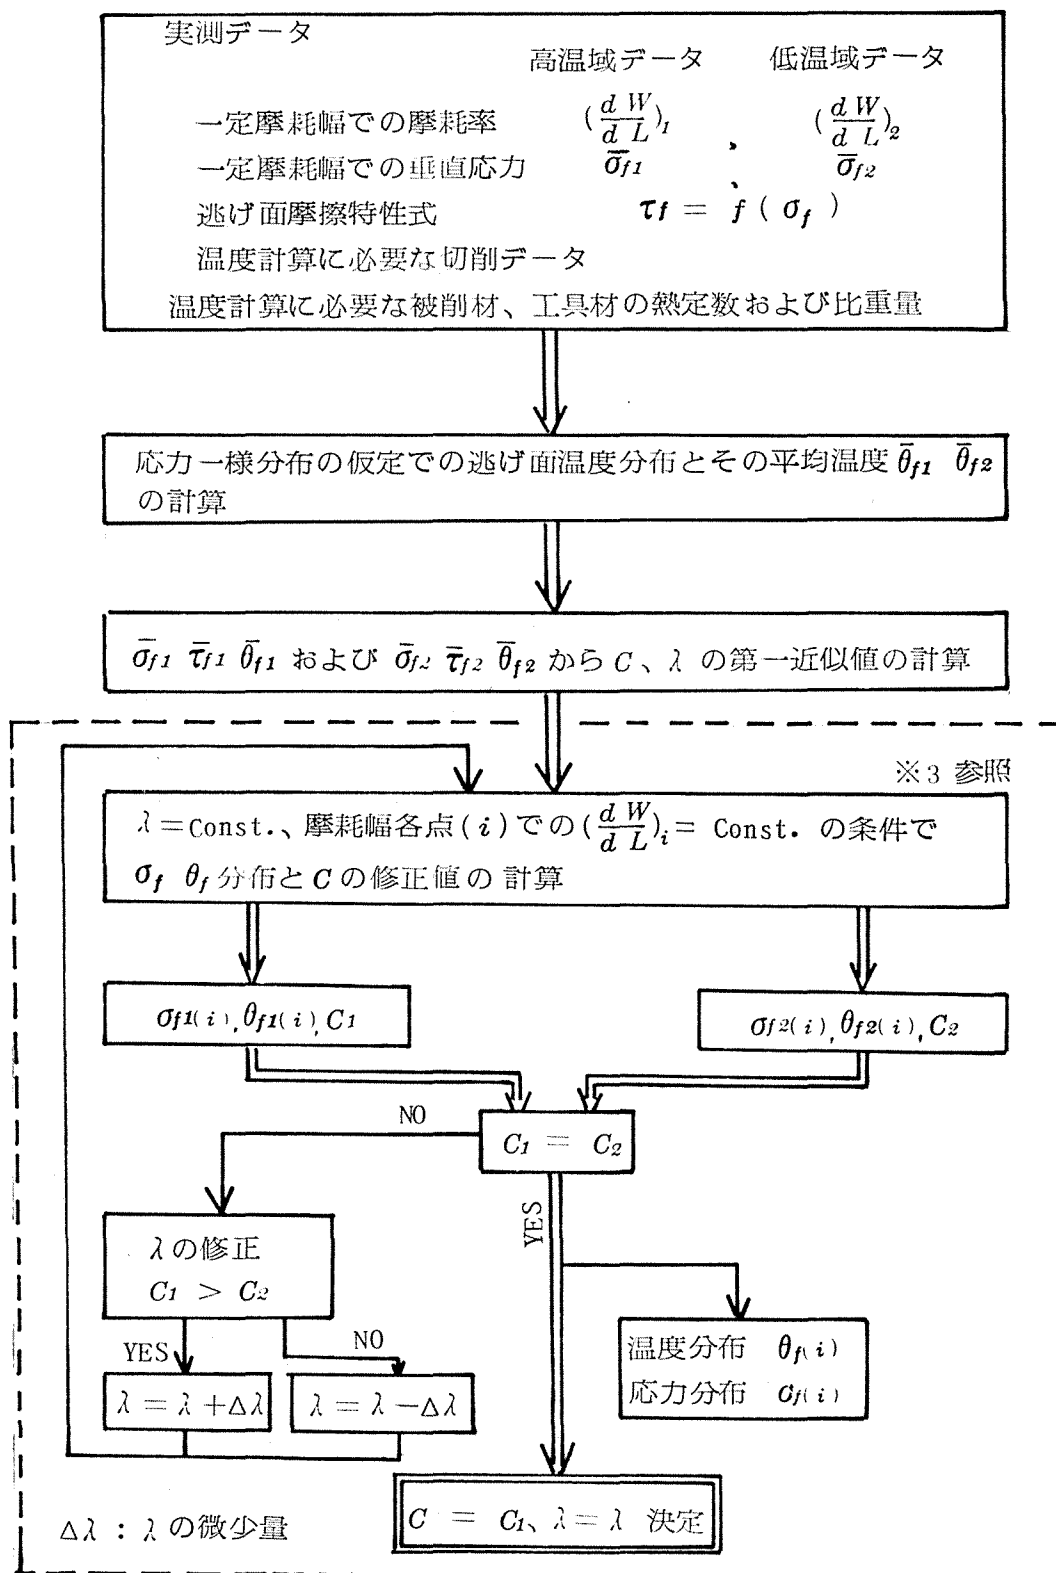 実測データ
高温域データ 低温域データ
一定摩耗幅での摩耗率 (d W/d L)₁ 、 (d W/d L)₂
一定摩耗幅での垂直応力 σ̄f1 、 σ̄f2
逃げ面摩擦特性式 τf = f ( σf )
温度計算に必要な切削データ
温度計算に必要な被削材、工具材の熱定数および比重量
応力一様分布の仮定での逃げ面温度分布とその平均温度 θ̄f1 θ̄f2
の計算
σ̄f1 τ̄f1 θ̄f1 および σ̄f2 τ̄f2 θ̄f2 から C、λ の第一近似値の計算
※3 参照
λ=Const.、摩耗幅各点(i)での(d W/d L)i= Const. の条件で
σf θf分布とCの修正値の計算
σf1(i),θf1(i),C1
σf2(i),θf2(i),C2
NO
C1 = C2
YES
λの修正
C1 > C2
YES
NO
λ = λ +Δλ
λ = λ −Δλ
温度分布 θf(i)
応力分布 σf(i)
C = C1、λ= λ 決定
Δλ : λ の微少量